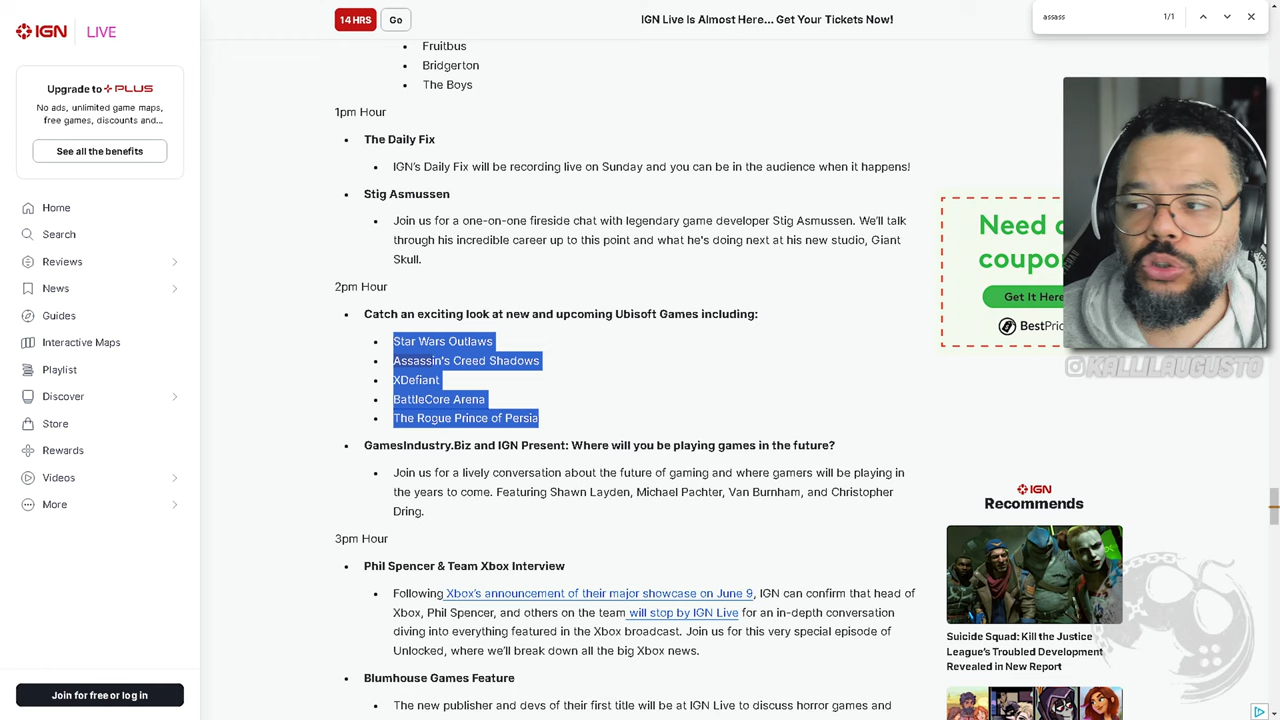 IGN LIVE
14 HRS
Go
IGN Live Is Almost Here... Get Your Tickets Now!
assass
1/1
Upgrade to PLUS
No ads, unlimited game maps,
free games, discounts and...
See all the benefits
Home
Search
Reviews
News
Guides
Interactive Maps
Playlist
Discover
Store
Rewards
Videos
More
Join for free or log in
• Fruitbus
• Bridgerton
• The Boys
1pm Hour
• The Daily Fix
• IGN's Daily Fix will be recording live on Sunday and you can be in the audience when it happens!
• Stig Asmussen
• Join us for a one-on-one fireside chat with legendary game developer Stig Asmussen. We'll talk
through his incredible career up to this point and what he's doing next at his new studio, Giant
Skull.
2pm Hour
• Catch an exciting look at new and upcoming Ubisoft Games including:
• Star Wars Outlaws
• Assassin's Creed Shadows
• XDefiant
• BattleCore Arena
• The Rogue Prince of Persia
• GamesIndustry.Biz and IGN Present: Where will you be playing games in the future?
• Join us for a lively conversation about the future of gaming and where gamers will be playing in
the years to come. Featuring Shawn Layden, Michael Pachter, Van Burnham, and Christopher
Dring.
3pm Hour
• Phil Spencer & Team Xbox Interview
• Following Xbox's announcement of their major showcase on June 9, IGN can confirm that head of
Xbox, Phil Spencer, and others on the team will stop by IGN Live for an in-depth conversation
diving into everything featured in the Xbox broadcast. Join us for this very special episode of
Unlocked, where we'll break down all the big Xbox news.
• Blumhouse Games Feature
• The new publisher and devs of their first title will be at IGN Live to discuss horror games and
Need
coupo
Get It Here
BestPric
KALLILAUGUSTO
IGN
Recommends
Suicide Squad: Kill the Justice
League's Troubled Development
Revealed in New Report